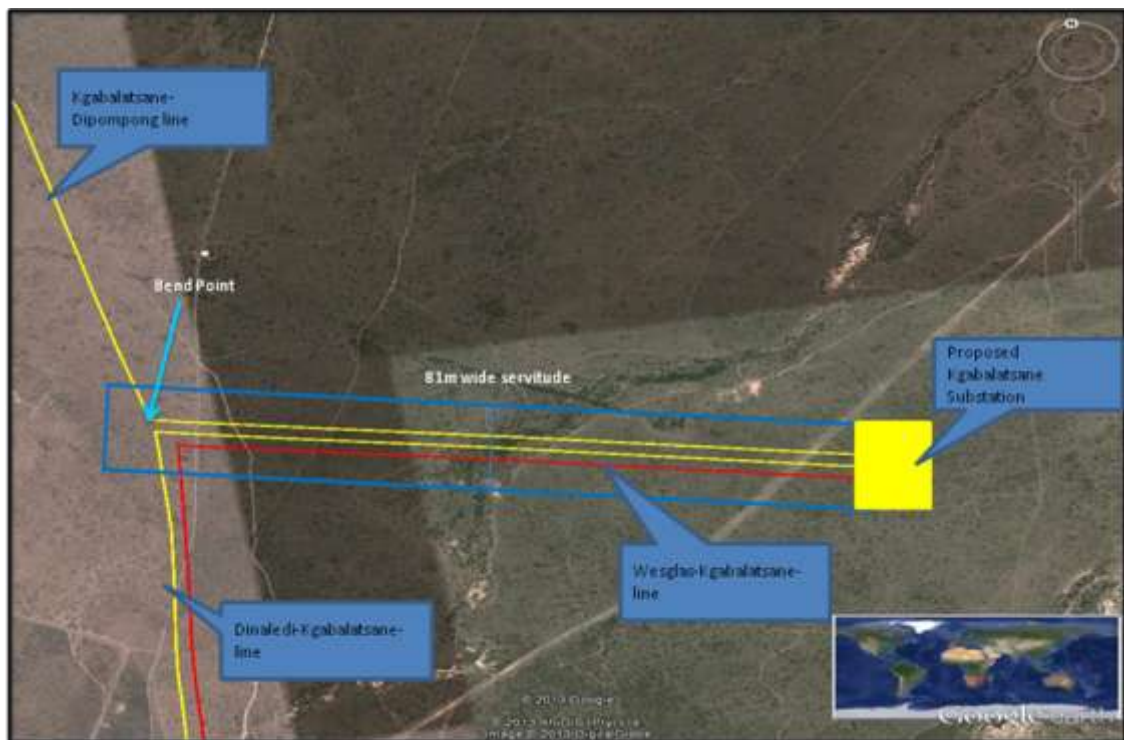 Kgabalatsane-
Dipompong line
Bend Point
81m wide servitude
Proposed
Kgabalatsane
Substation
Wesglas-Kgabalatsane-
line
Dinaledi-Kgabalatsane-
line
© 2013 Google
Google earth